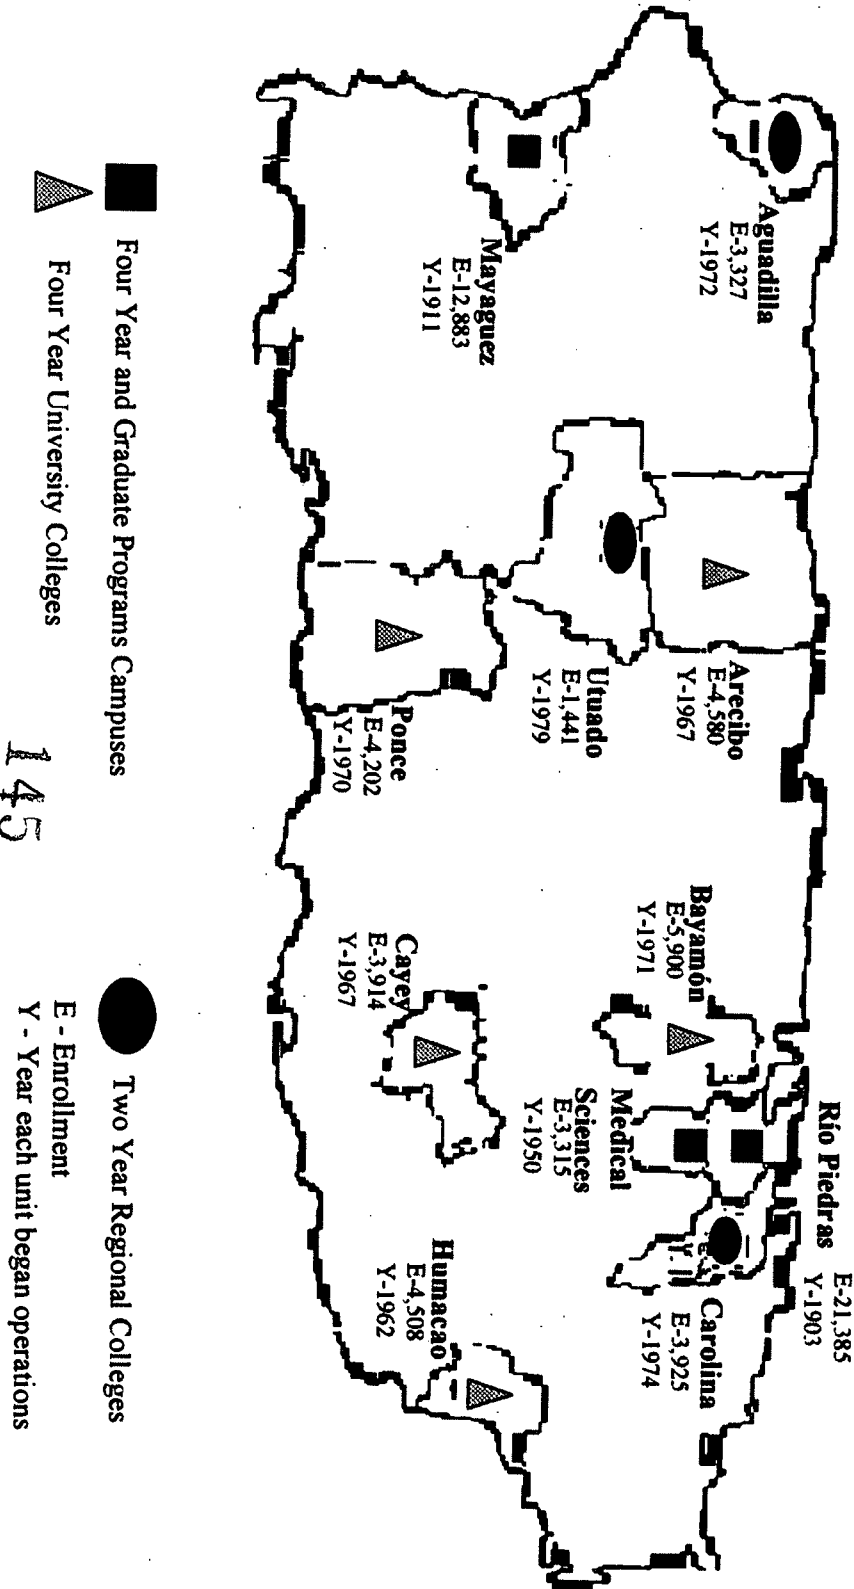 Río Piedras
E-21,385
Y-1903
Aguadilla
E-3,327
Y-1972
Arecibo
E-4,580
Y-1967
Bayamón
E-5,900
Y-1971
Carolina
E-3,925
Y-1974
Medical
Sciences
E-3,315
Y-1950
Utuado
E-1,441
Y-1979
Mayaguez
E-12,883
Y-1911
Humacao
E-4,508
Y-1962
Cayey
E-3,914
Y-1967
Ponce
E-4,202
Y-1970
Four Year and Graduate Programs Campuses
Four Year University Colleges
Two Year Regional Colleges
E - Enrollment
Y - Year each unit began operations
145